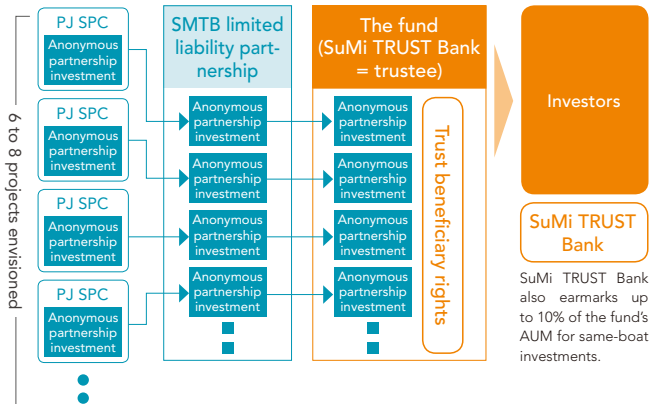 6 to 8 projects envisioned
PJ SPC
Anonymous
partnership
investment
PJ SPC
Anonymous
partnership
investment
PJ SPC
Anonymous
partnership
investment
PJ SPC
Anonymous
partnership
investment
SMTB limited
liability part-
nership
Anonymous
partnership
investment
Anonymous
partnership
investment
Anonymous
partnership
investment
Anonymous
partnership
investment
The fund
(SuMi TRUST Bank
= trustee)
Anonymous
partnership
investment
Anonymous
partnership
investment
Anonymous
partnership
investment
Anonymous
partnership
investment
Trust beneficiary rights
Investors
SuMi TRUST
Bank
SuMi TRUST Bank
also earmarks up
to 10% of the fund's
AUM for same-boat
investments.